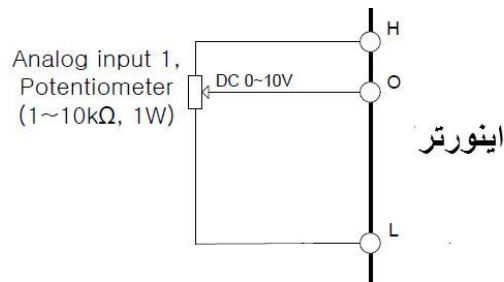 H
Analog input 1,
Potentiometer
(1~10kΩ, 1W)
DC 0~10V
O
اینورتر
L